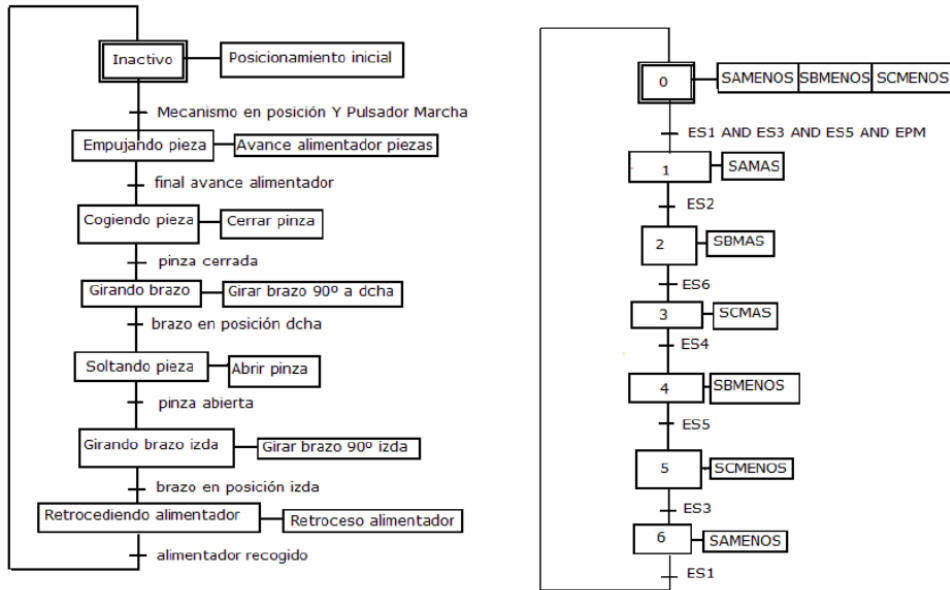 Inactivo
Posicionamiento inicial
Mecanismo en posición Y Pulsador Marcha
Empujando pieza
Avance alimentador piezas
final avance alimentador
Cogiendo pieza
Cerrar pinza
pinza cerrada
Girando brazo
Girar brazo 90º a dcha
brazo en posición dcha
Soltando pieza
Abrir pinza
pinza abierta
Girando brazo izda
Girar brazo 90º izda
brazo en posición izda
Retrocediendo alimentador
Retroceso alimentador
alimentador recogido
0
SAMENOS
SBMENOS
SCMENOS
ES1 AND ES3 AND ES5 AND EPM
1
SAMAS
ES2
2
SBMAS
ES6
3
SCMAS
ES4
4
SBMENOS
ES5
5
SCMENOS
ES3
6
SAMENOS
ES1